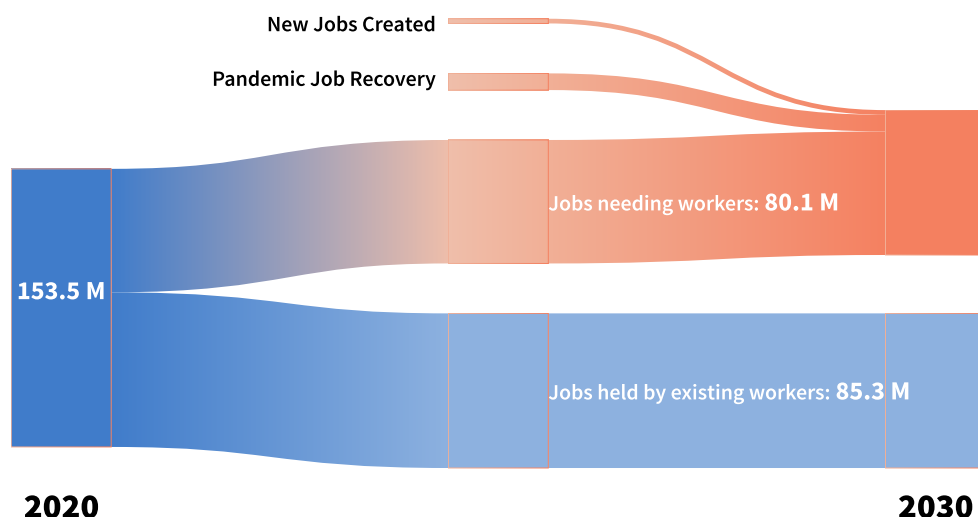 New Jobs Created
Pandemic Job Recovery
Jobs needing workers: 80.1 M
153.5 M
Jobs held by existing workers: 85.3 M
2020
2030